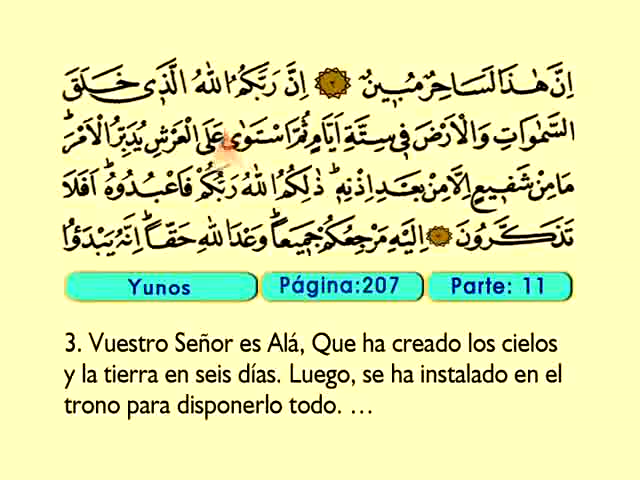 اِنَّ هٰذَا لَسَاحِرٌ مُبٖينٌ ﴿٢﴾ اِنَّ رَبَّكُمُ اللّٰهُ الَّذٖى خَلَقَ
السَّمٰوَاتِ وَالْاَرْضَ فٖى سِتَّةِ اَيَّامٍ ثُمَّ اسْتَوٰى عَلَى الْعَرْشِ يُدَبِّرُ الْاَمْرَؕ
مَا مِنْ شَفٖيعٍ اِلَّا مِنْ بَعْدِ اِذْنِهٖؕ ذٰلِكُمُ اللّٰهُ رَبُّكُمْ فَاعْبُدُوهُؕ اَفَلَا
تَذَكَّرُونَ ﴿٣﴾ اِلَيْهِ مَرْجِعُكُمْ جَمٖيعًاؕ وَعْدَ اللّٰهِ حَقًّاؕ اِنَّهُ يَبْدَؤُا
Yunos Página:207 Parte: 11
3. Vuestro Señor es Alá, Que ha creado los cielos
y la tierra en seis días. Luego, se ha instalado en el
trono para disponerlo todo. …